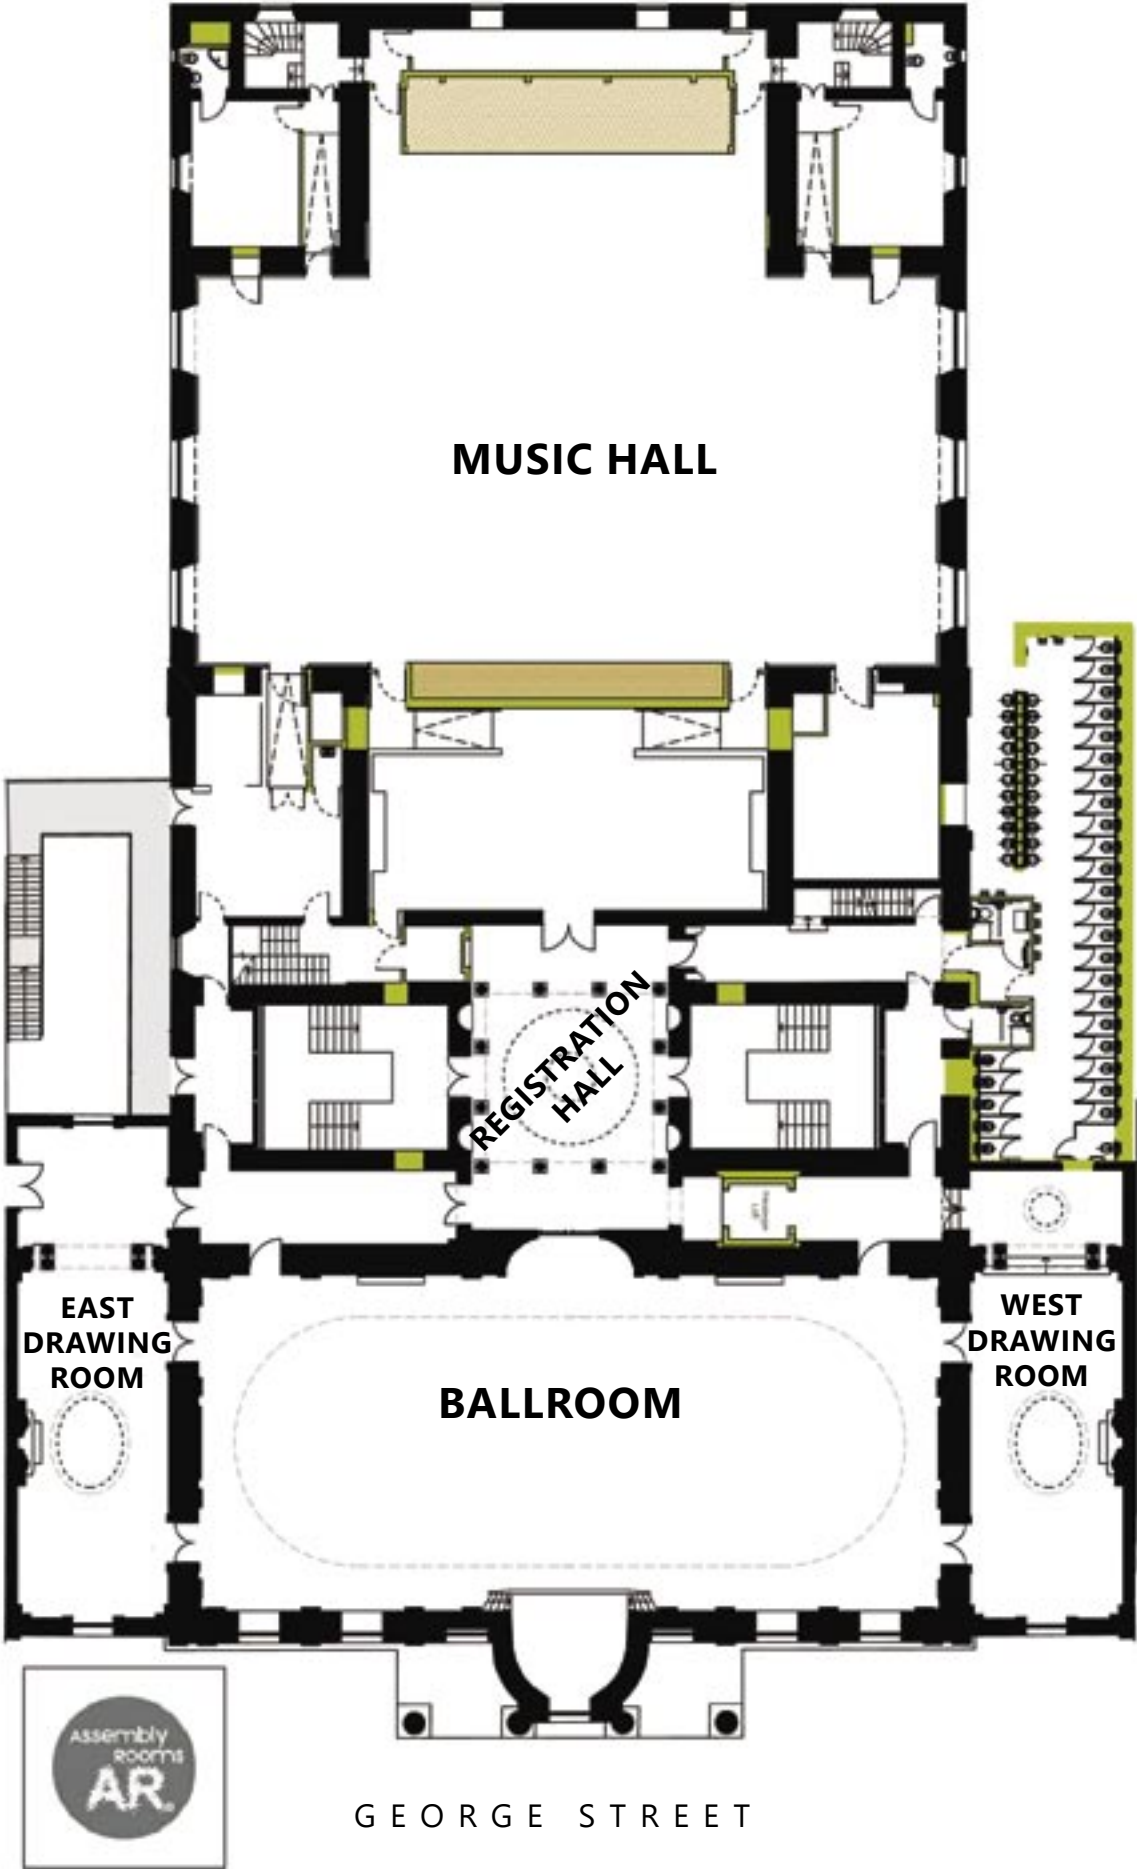 MUSIC HALL
REGISTRATION
HALL
EAST
DRAWING
ROOM
WEST
DRAWING
ROOM
BALLROOM
Assembly
Rooms
AR
GEORGE STREET